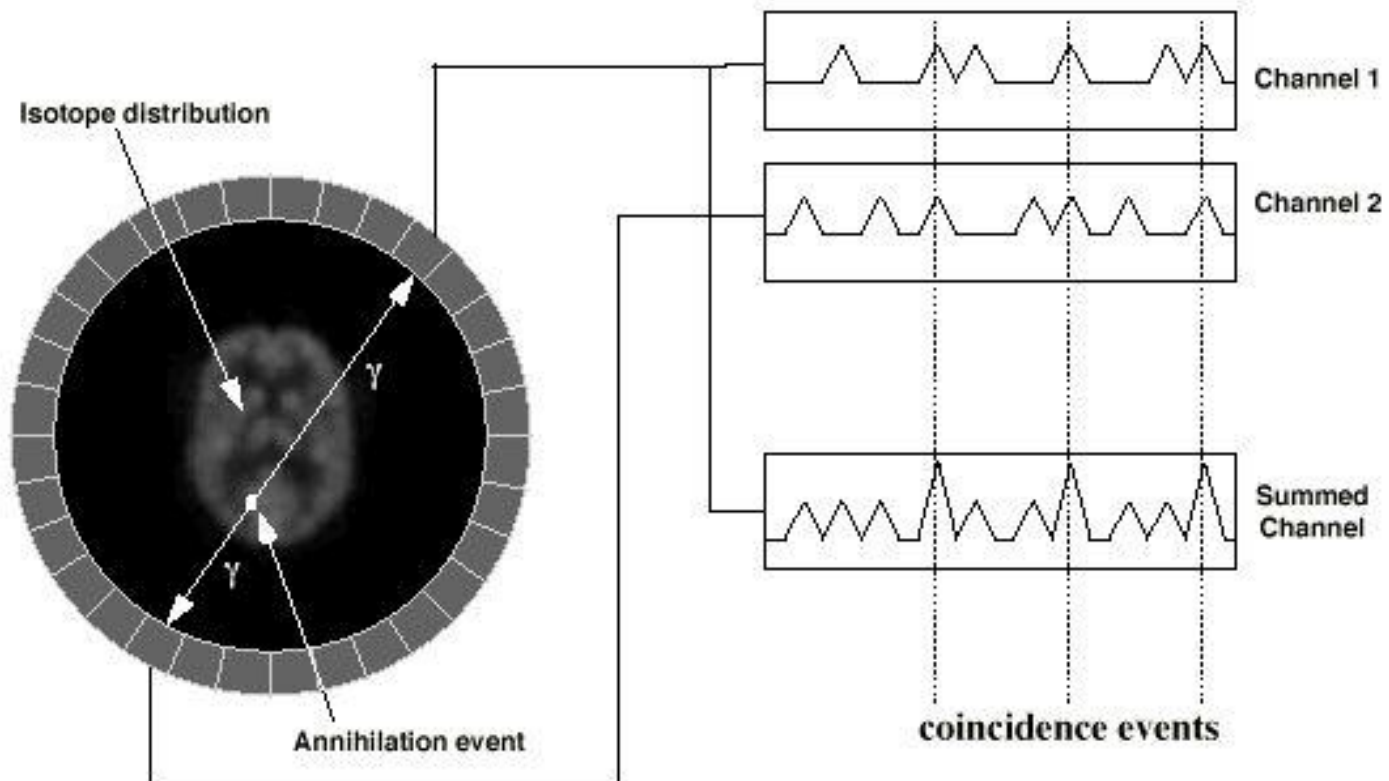 Isotope distribution
γ
γ
Annihilation event
Channel 1
Channel 2
Summed
Channel
coincidence events